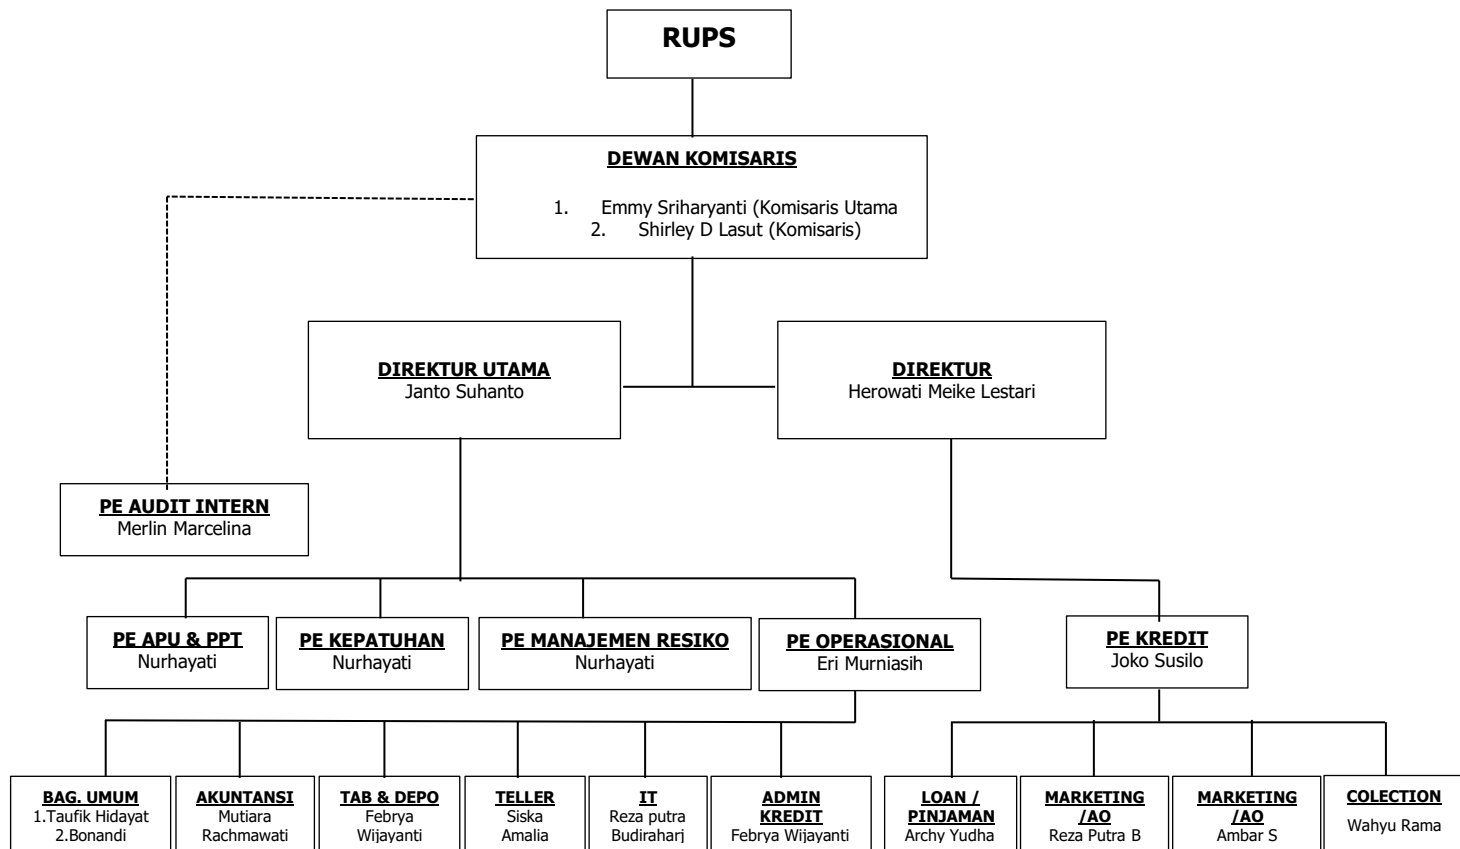 RUPS
DEWAN KOMISARIS
1. Emmy Sriharyanti (Komisaris Utama
2. Shirley D Lasut (Komisaris)
DIREKTUR UTAMA
Janto Suhanto
DIREKTUR
Herowati Meike Lestari
PE AUDIT INTERN
Merlin Marcelina
PE APU & PPT
Nurhayati
PE KEPATUHAN
Nurhayati
PE MANAJEMEN RESIKO
Nurhayati
PE OPERASIONAL
Eri Murniasih
PE KREDIT
Joko Susilo
BAG. UMUM
1.Taufik Hidayat
2.Bonandi
AKUNTANSI
Mutiara
Rachmawati
TAB & DEPO
Febrya
Wijayanti
TELLER
Siska
Amalia
IT
Reza putra
Budiraharj
ADMIN
KREDIT
Febrya Wijayanti
LOAN /
PINJAMAN
Archy Yudha
MARKETING
/AO
Reza Putra B
MARKETING
/AO
Ambar S
COLECTION
Wahyu Rama